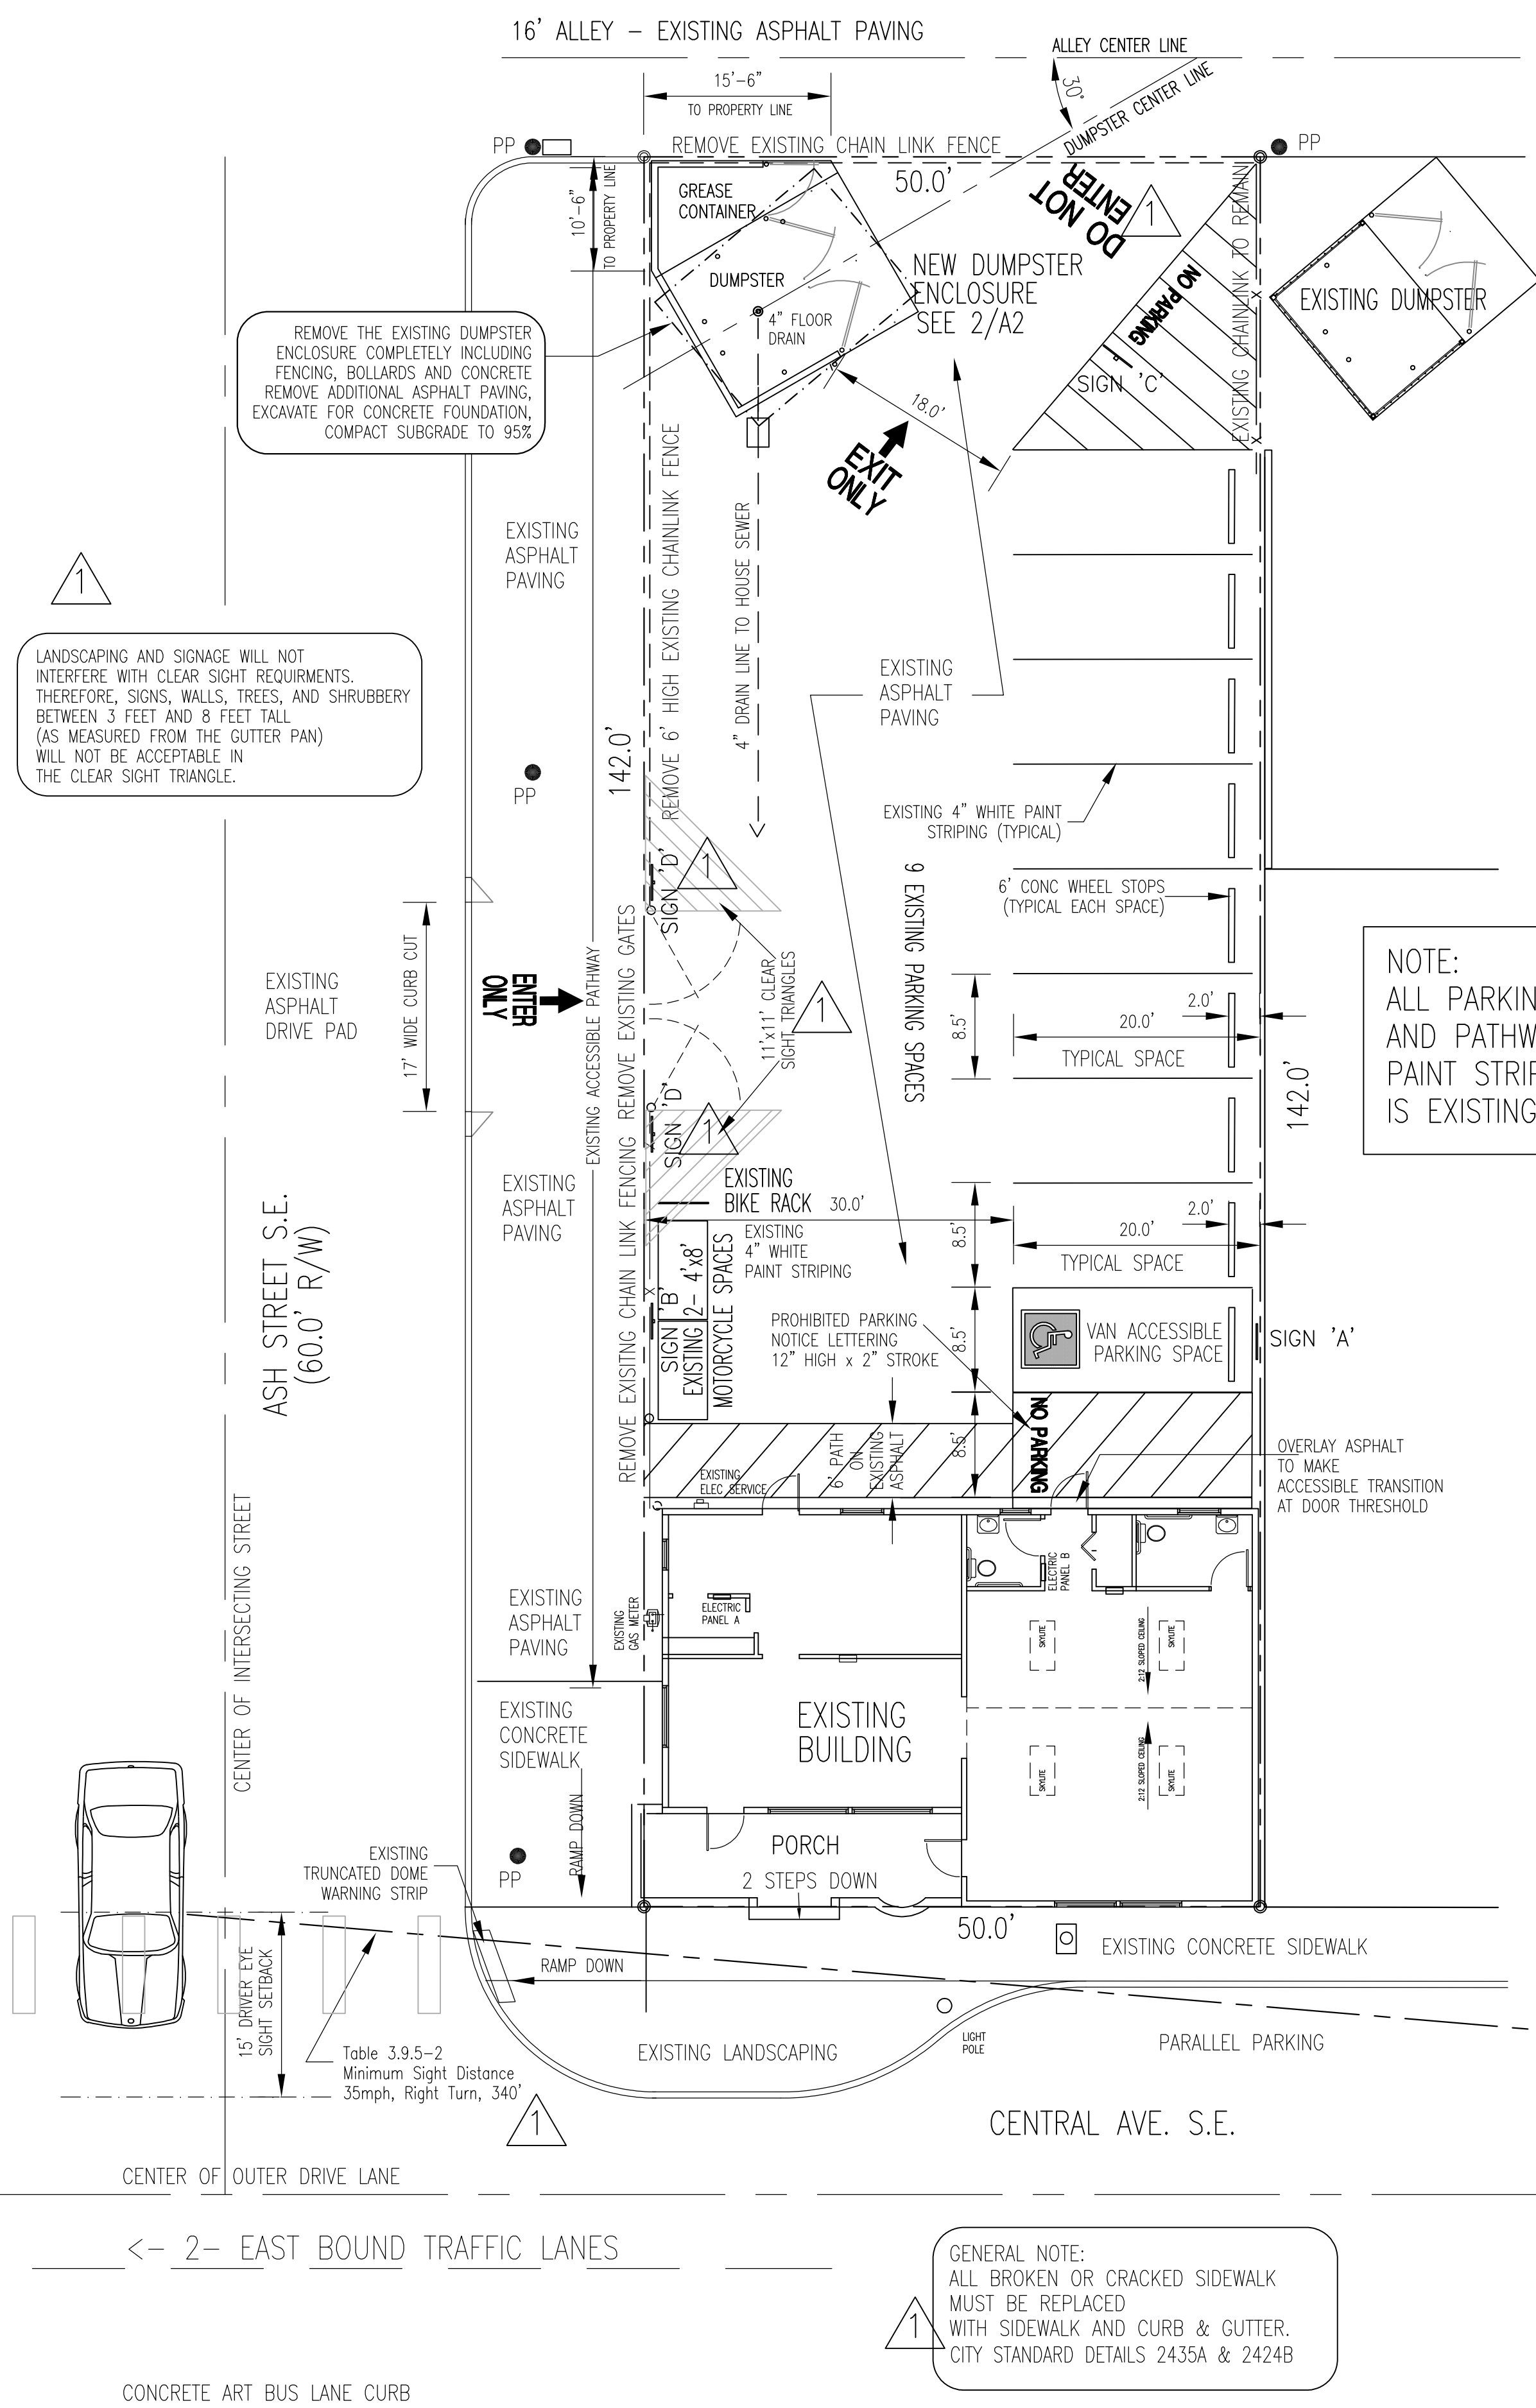 16' ALLEY – EXISTING ASPHALT PAVING
ALLEY CENTER LINE
30°
DUMPSTER CENTER LINE
15'-6"
TO PROPERTY LINE
PP
REMOVE EXISTING CHAIN LINK FENCE
PP
50.0'
10'-6"
TO PROPERTY LINE
GREASE
CONTAINER
DUMPSTER
4" FLOOR
DRAIN
DO NOT
ENTER
1
NEW DUMPSTER
ENCLOSURE
SEE 2/A2
NO PARKING
SIGN 'C'
EXISTING CHAINLINK TO REMAIN
X
X
EXISTING DUMPSTER
REMOVE THE EXISTING DUMPSTER
ENCLOSURE COMPLETELY INCLUDING
FENCING, BOLLARDS AND CONCRETE
REMOVE ADDITIONAL ASPHALT PAVING,
EXCAVATE FOR CONCRETE FOUNDATION,
COMPACT SUBGRADE TO 95%
18.0'
EXIT
ONLY
EXISTING
ASPHALT
PAVING
REMOVE 6' HIGH EXISTING CHAINLINK FENCE
4" DRAIN LINE TO HOUSE SEWER
1
LANDSCAPING AND SIGNAGE WILL NOT
INTERFERE WITH CLEAR SIGHT REQUIRMENTS.
THEREFORE, SIGNS, WALLS, TREES, AND SHRUBBERY
BETWEEN 3 FEET AND 8 FEET TALL
(AS MEASURED FROM THE GUTTER PAN)
WILL NOT BE ACCEPTABLE IN
THE CLEAR SIGHT TRIANGLE.
EXISTING
ASPHALT
PAVING
142.0'
PP
EXISTING 4" WHITE PAINT
STRIPING (TYPICAL)
SIGN 'D'
1
9 EXISTING PARKING SPACES
6' CONC WHEEL STOPS
(TYPICAL EACH SPACE)
EXISTING
ASPHALT
DRIVE PAD
17' WIDE CURB CUT
ENTER
ONLY
EXISTING ACCESSIBLE PATHWAY
REMOVE EXISITNG CHAIN LINK FENCING REMOVE EXISTING GATES
11'x11' CLEAR
SIGHT TRIANGLES
1
8.5'
2.0'
20.0'
TYPICAL SPACE
142.0'
NOTE:
ALL PARKIN
AND PATHW
PAINT STRIP
IS EXISTING
SIGN 'D'
1
EXISTING
ASPHALT
PAVING
EXISTING
BIKE RACK
30.0'
EXISTING
4" WHITE
PAINT STRIPING
8.5'
2.0'
20.0'
TYPICAL SPACE
ASH STREET S.E.
(60.0' R/W)
X
SIGN 'B'
EXISTING 2- 4'x8'
MOTORCYCLE SPACES
PROHIBITED PARKING
NOTICE LETTERING
12" HIGH x 2" STROKE
8.5'
VAN ACCESSIBLE
PARKING SPACE
SIGN 'A'
NO PARKING
8.5'
6' PATH
ON
EXISTING
ASPHALT
EXISTING
ELEC SERVICE
OVERLAY ASPHALT
TO MAKE
ACCESSIBLE TRANSITION
AT DOOR THRESHOLD
CENTER OF INTERSECTING STREET
EXISTING
ASPHALT
PAVING
EXISTING
GAS METER
ELECTRIC
PANEL A
ELECTRIC
PANEL B
SKYLITE
2:12 SLOPED CEILING
SKYLITE
EXISTING
CONCRETE
SIDEWALK
EXISTING
BUILDING
SKYLITE
2:12 SLOPED CEILING
SKYLITE
RAMP DOWN
PORCH
2 STEPS DOWN
EXISTING
TRUNCATED DOME
WARNING STRIP
PP
50.0'
EXISTING CONCRETE SIDEWALK
RAMP DOWN
15' DRIVER EYE
SIGHT SETBACK
Table 3.9.5-2
Minimum Sight Distance
35mph, Right Turn, 340'
1
EXISTING LANDSCAPING
LIGHT
POLE
PARALLEL PARKING
CENTRAL AVE. S.E.
CENTER OF OUTER DRIVE LANE
<- 2- EAST BOUND TRAFFIC LANES
GENERAL NOTE:
ALL BROKEN OR CRACKED SIDEWALK
MUST BE REPLACED
WITH SIDEWALK AND CURB & GUTTER.
CITY STANDARD DETAILS 2435A & 2424B
1
CONCRETE ART BUS LANE CURB